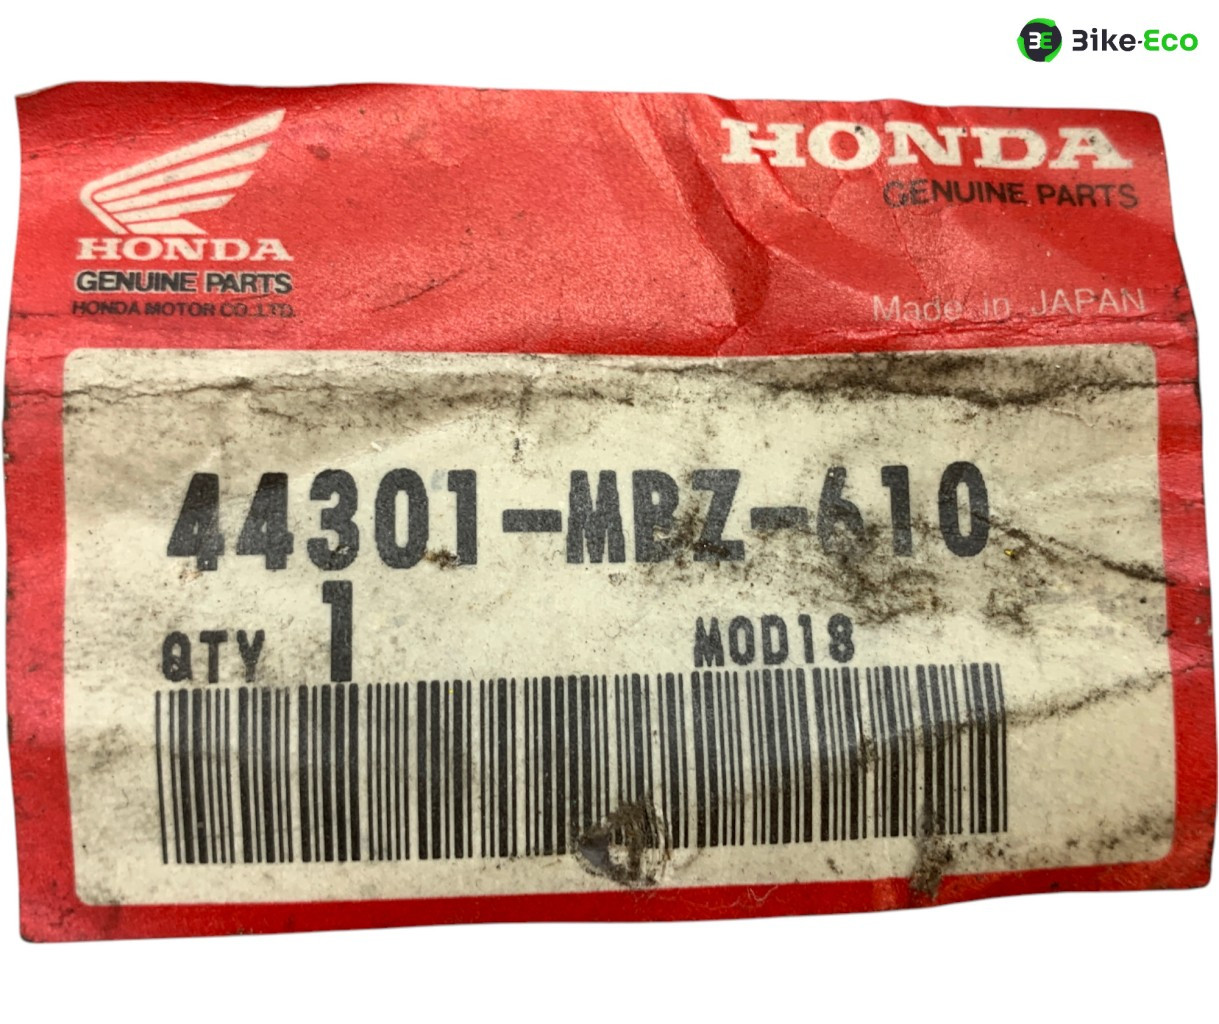 BE Bike-Eco
HONDA
GENUINE PARTS
HONDA MOTOR CO.,LTD.
HONDA
GENUINE PARTS
Made in JAPAN
44301-MBZ-610
QTY 1 MOD18